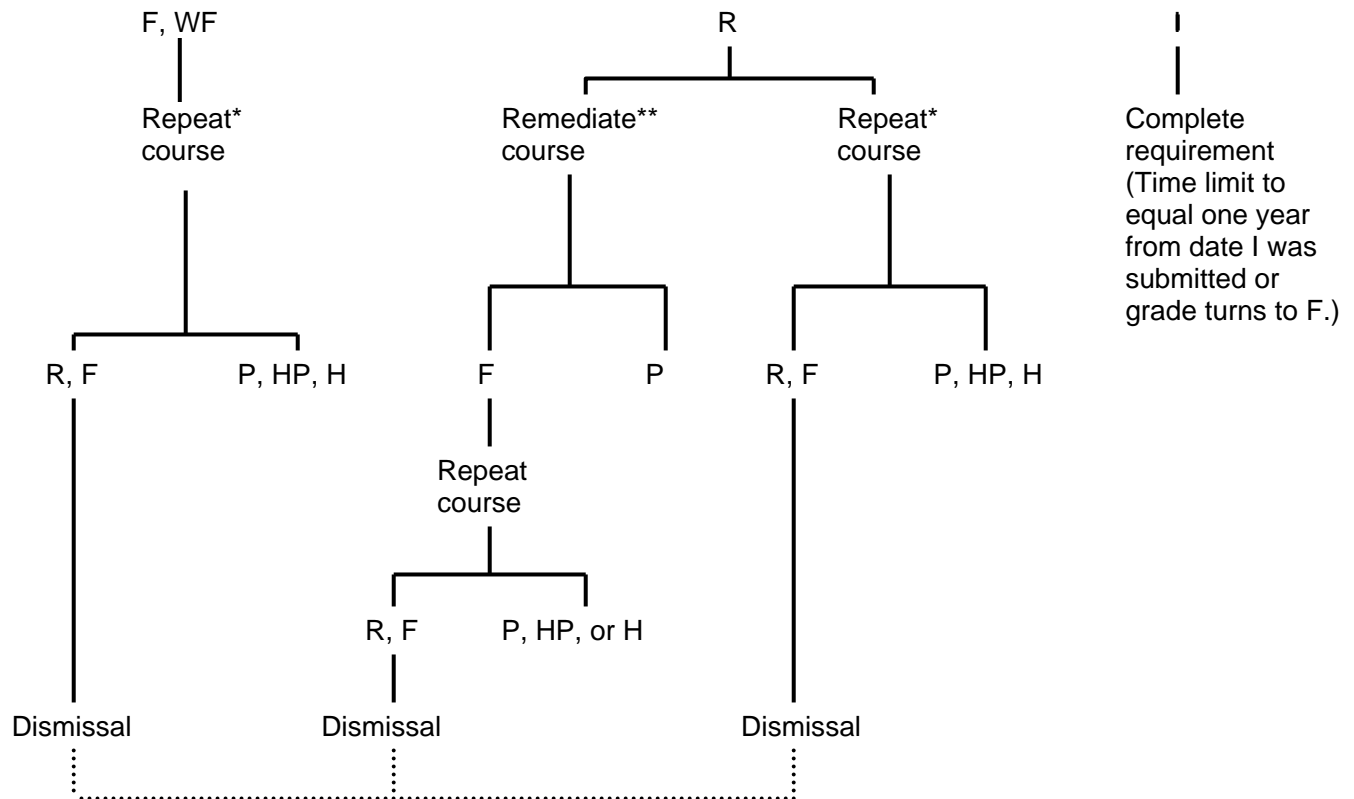 F, WF
R
I
Repeat*
course
Remediate**
course
Repeat*
course
Complete
requirement
(Time limit to
equal one year
from date I was
submitted or
grade turns to F.)
R, F
P, HP, H
F
P
R, F
P, HP, H
Repeat
course
R, F
P, HP, or H
Dismissal
Dismissal
Dismissal